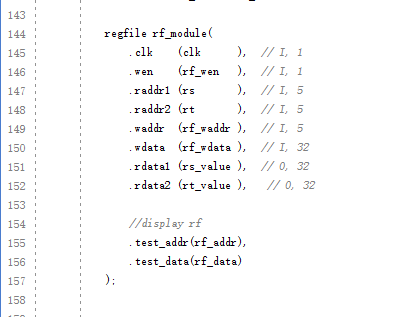 143
144 regfile rf_module(
145 .clk (clk ), // I, 1
146 .wen (rf_wen ), // I, 1
147 .raddr1 (rs ), // I, 5
148 .raddr2 (rt ), // I, 5
149 .waddr (rf_waddr ), // I, 5
150 .wdata (rf_wdata ), // I, 32
151 .rdata1 (rs_value ), // O, 32
152 .rdata2 (rt_value ), // O, 32
153
154 //display rf
155 .test_addr(rf_addr),
156 .test_data(rf_data)
157 );
158